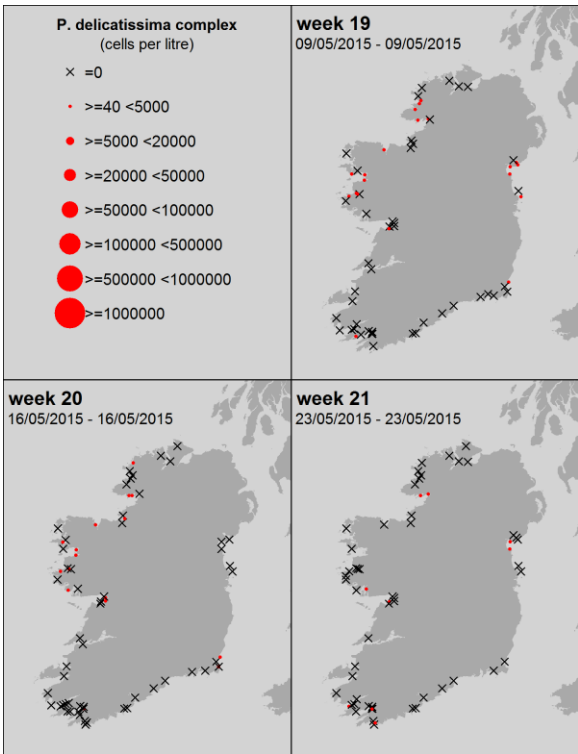 P. delicatissima complex
(cells per litre)
=0
>=40 <5000
>=5000 <20000
>=20000 <50000
>=50000 <100000
>=100000 <500000
>=500000 <1000000
>=1000000
week 19
09/05/2015 - 09/05/2015
week 20
16/05/2015 - 16/05/2015
week 21
23/05/2015 - 23/05/2015